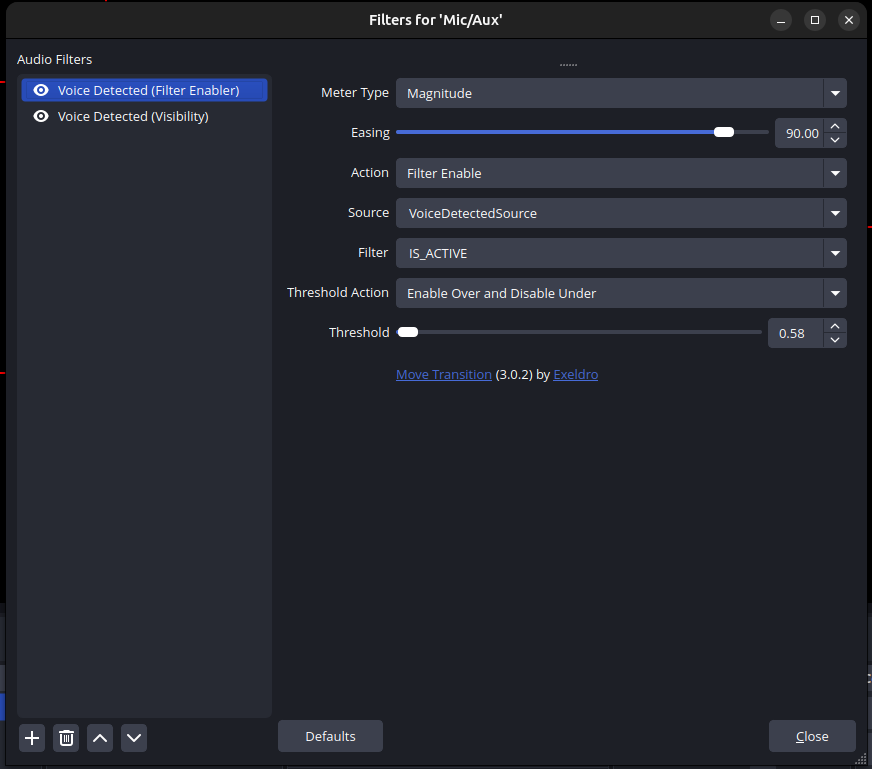 Filters for 'Mic/Aux'
Audio Filters
Voice Detected (Filter Enabler)
Voice Detected (Visibility)
Meter Type Magnitude
Easing 90.00
Action Filter Enable
Source VoiceDetectedSource
Filter IS_ACTIVE
Threshold Action Enable Over and Disable Under
Threshold 0.58
Move Transition (3.0.2) by Exeldro
Defaults Close